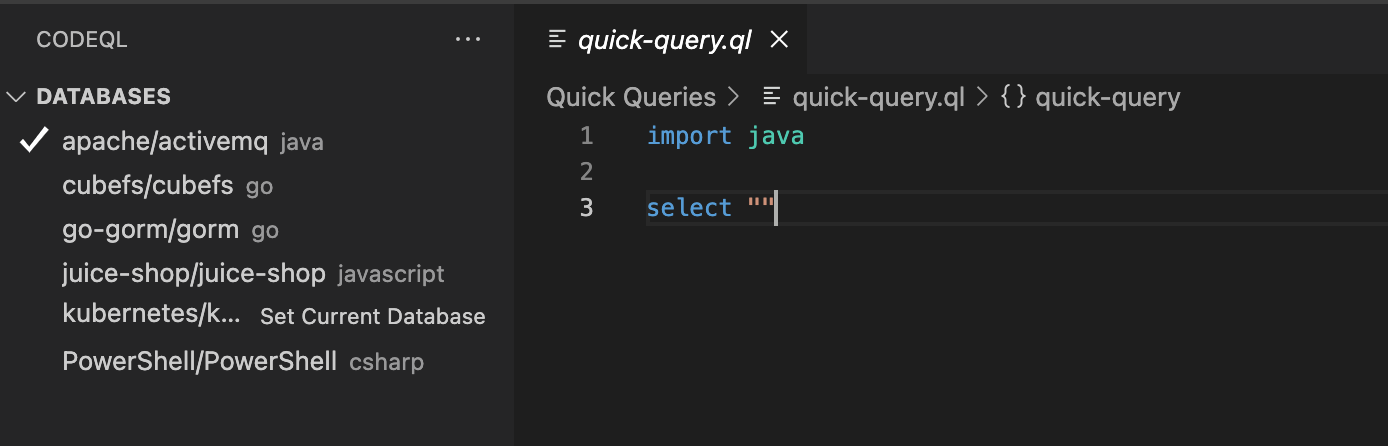 CODEQL ...
DATABASES
apache/activemq java
cubefs/cubefs go
go-gorm/gorm go
juice-shop/juice-shop javascript
kubernetes/k... Set Current Database
PowerShell/PowerShell csharp
quick-query.ql
Quick Queries > quick-query.ql > {} quick-query
1 import java
2
3 select ""